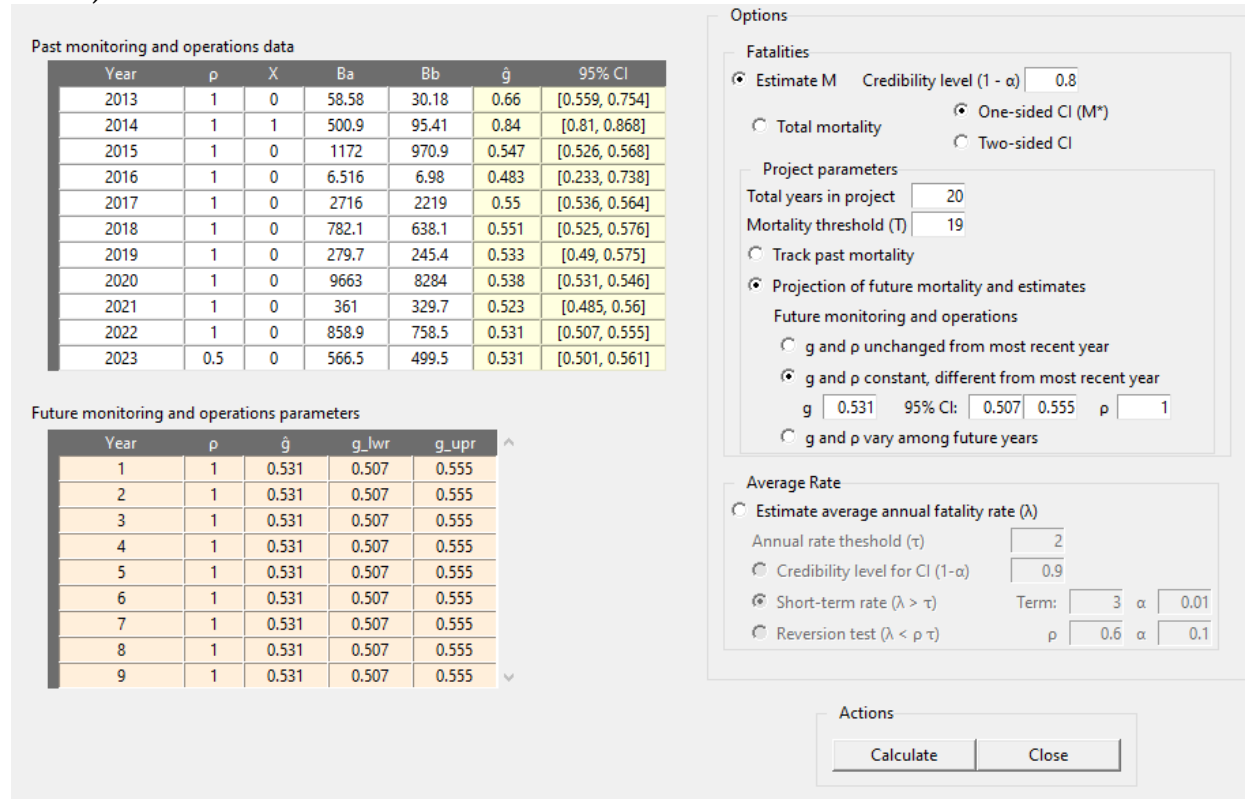 Past monitoring and operations data
Year ρ X Ba Bb ĝ 95% CI
2013 1 0 58.58 30.18 0.66 [0.559, 0.754]
2014 1 1 500.9 95.41 0.84 [0.81, 0.868]
2015 1 0 1172 970.9 0.547 [0.526, 0.568]
2016 1 0 6.516 6.98 0.483 [0.233, 0.738]
2017 1 0 2716 2219 0.55 [0.536, 0.564]
2018 1 0 782.1 638.1 0.551 [0.525, 0.576]
2019 1 0 279.7 245.4 0.533 [0.49, 0.575]
2020 1 0 9663 8284 0.538 [0.531, 0.546]
2021 1 0 361 329.7 0.523 [0.485, 0.56]
2022 1 0 858.9 758.5 0.531 [0.507, 0.555]
2023 0.5 0 566.5 499.5 0.531 [0.501, 0.561]
Future monitoring and operations parameters
Year ρ ĝ g_lwr g_upr
1 1 0.531 0.507 0.555
2 1 0.531 0.507 0.555
3 1 0.531 0.507 0.555
4 1 0.531 0.507 0.555
5 1 0.531 0.507 0.555
6 1 0.531 0.507 0.555
7 1 0.531 0.507 0.555
8 1 0.531 0.507 0.555
9 1 0.531 0.507 0.555
Options
Fatalities
Estimate M Credibility level (1 - α) 0.8
Total mortality
One-sided CI (M*)
Two-sided CI
Project parameters
Total years in project 20
Mortality threshold (T) 19
Track past mortality
Projection of future mortality and estimates
Future monitoring and operations
g and ρ unchanged from most recent year
g and ρ constant, different from most recent year
g 0.531 95% CI: 0.507 0.555 ρ 1
g and ρ vary among future years
Average Rate
Estimate average annual fatality rate (λ)
Annual rate theshold (τ) 2
Credibility level for CI (1-α) 0.9
Short-term rate (λ > τ) Term: 3 α 0.01
Reversion test (λ < ρ τ) ρ 0.6 α 0.1
Actions
Calculate Close